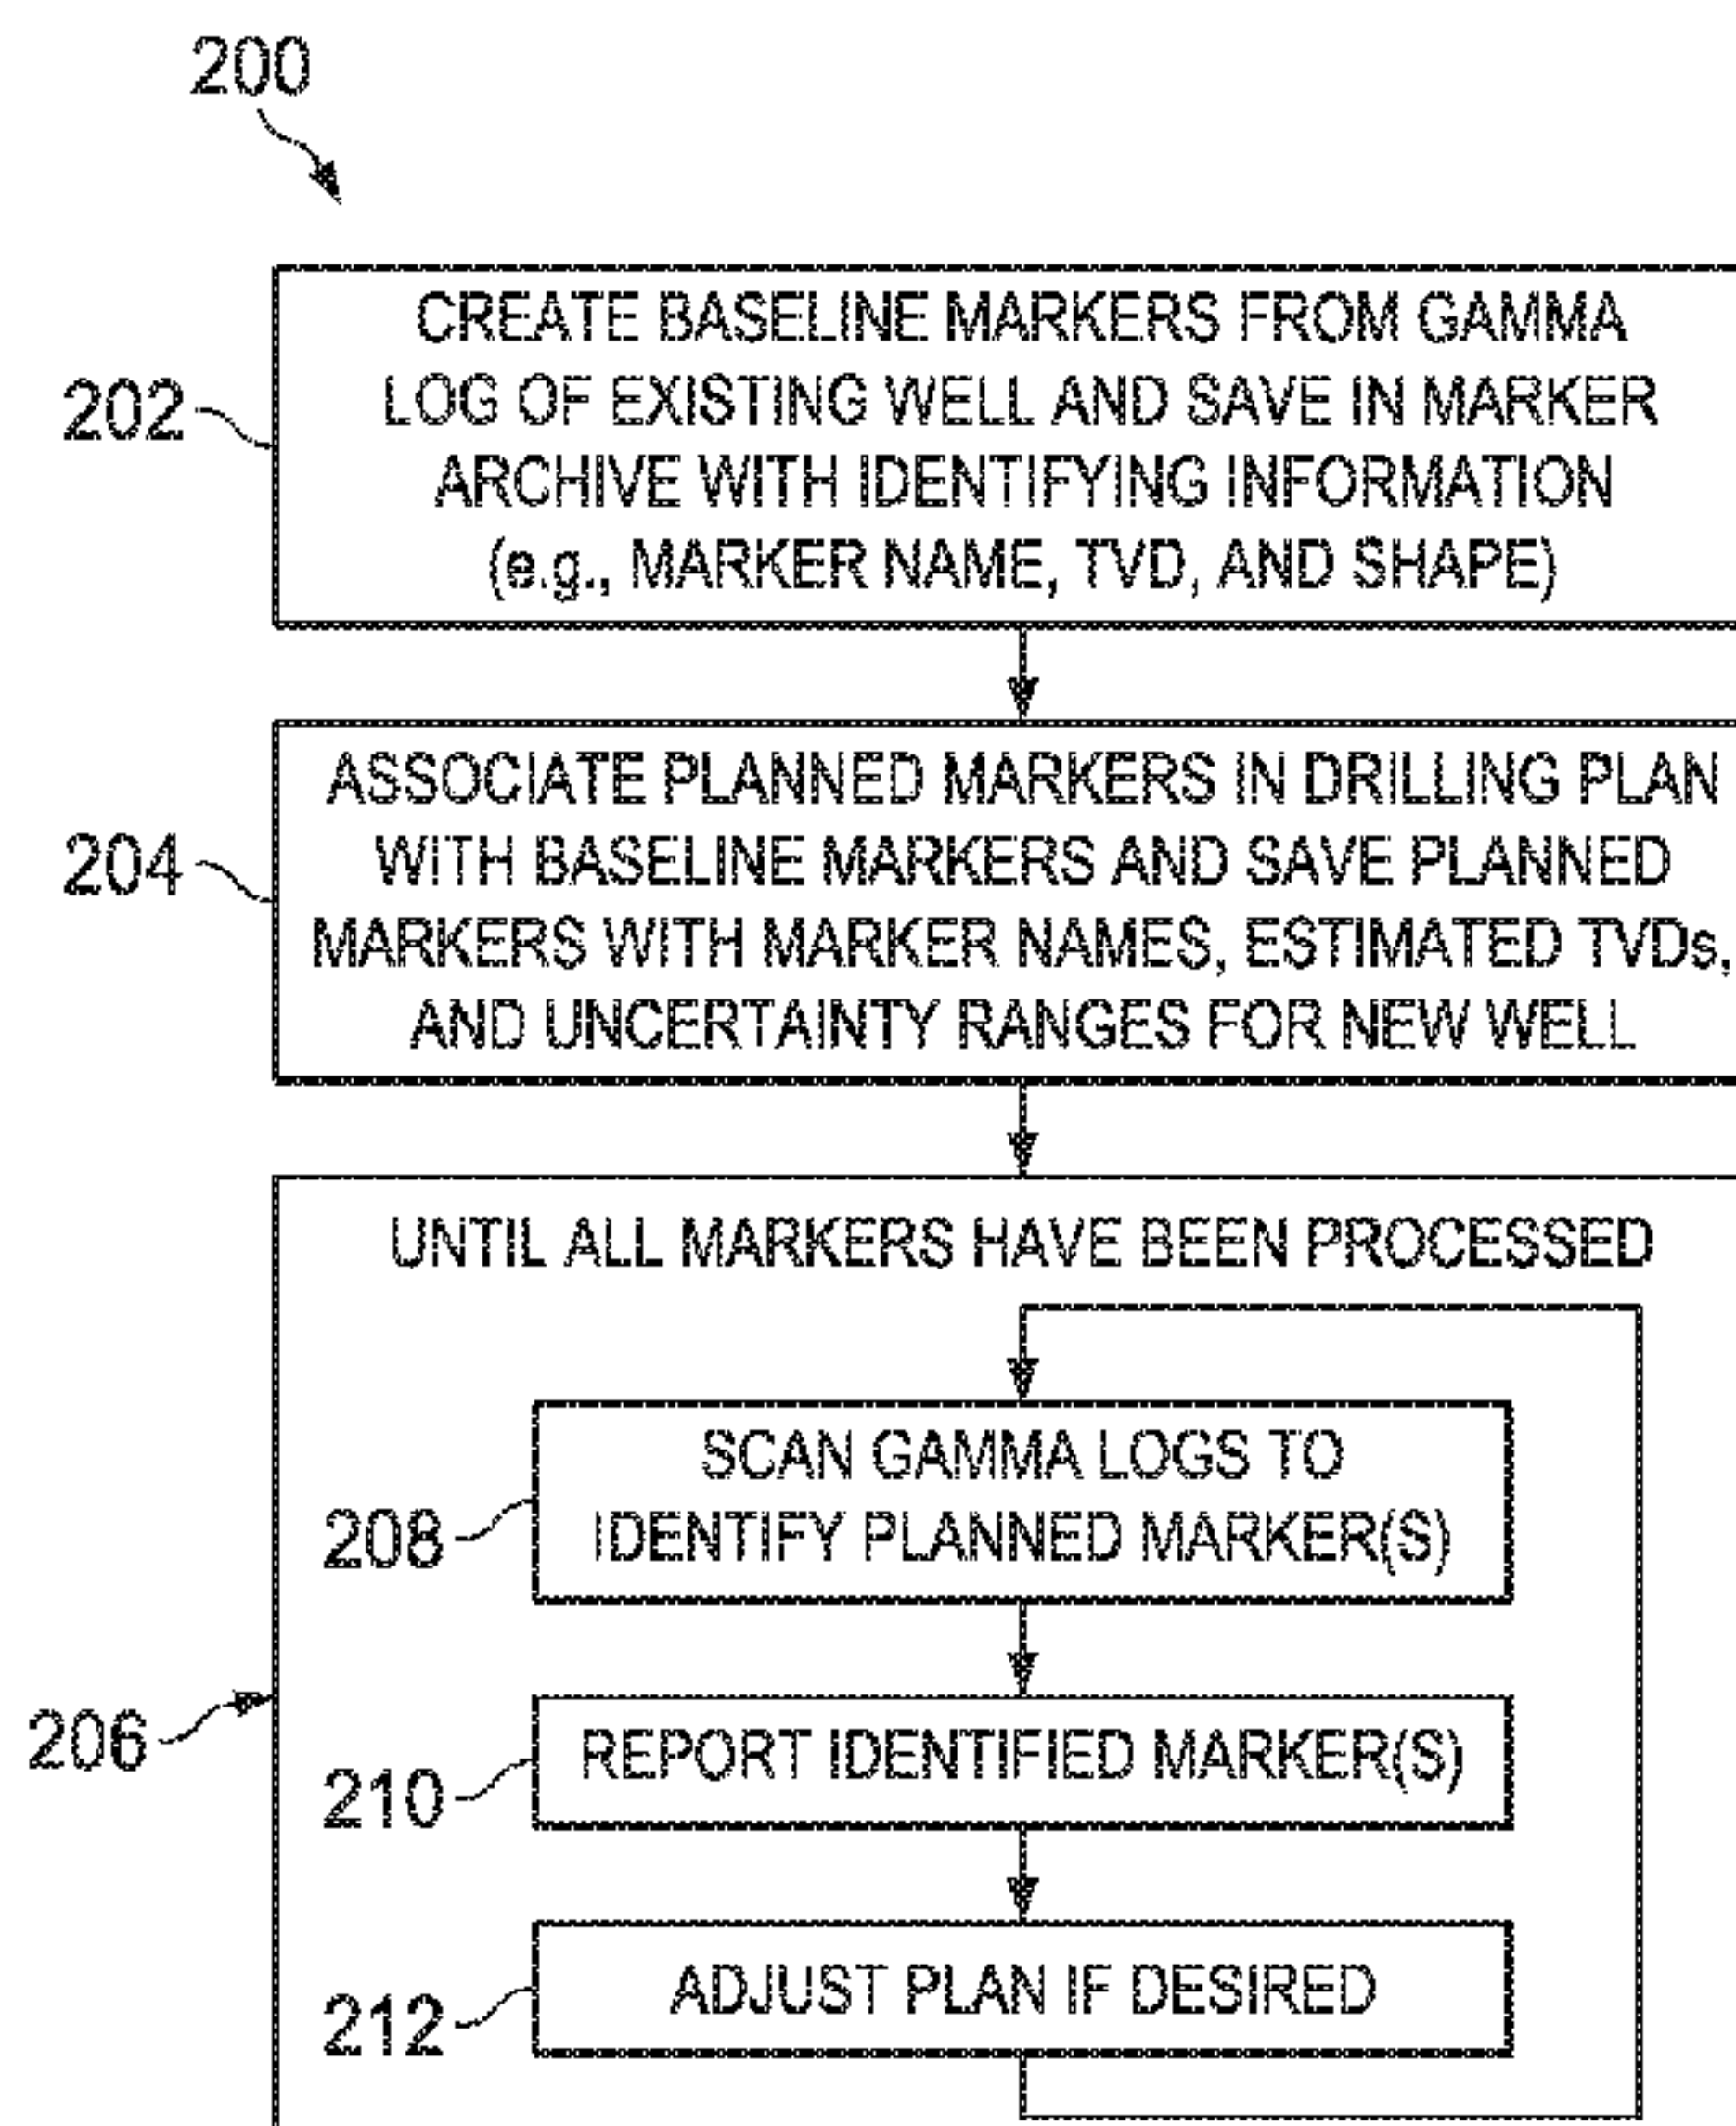 200
202
CREATE BASELINE MARKERS FROM GAMMA
LOG OF EXISTING WELL AND SAVE IN MARKER
ARCHIVE WITH IDENTIFYING INFORMATION
(e.g., MARKER NAME, TVD, AND SHAPE)
204
ASSOCIATE PLANNED MARKERS IN DRILLING PLAN
WITH BASELINE MARKERS AND SAVE PLANNED
MARKERS WITH MARKER NAMES, ESTIMATED TVDs,
AND UNCERTAINTY RANGES FOR NEW WELL
206
UNTIL ALL MARKERS HAVE BEEN PROCESSED
208
SCAN GAMMA LOGS TO
IDENTIFY PLANNED MARKER(S)
210
REPORT IDENTIFIED MARKER(S)
212
ADJUST PLAN IF DESIRED